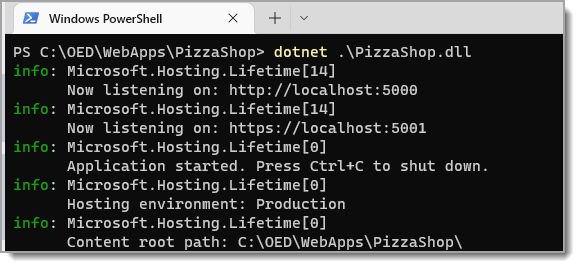 Windows PowerShell
PS C:\OED\WebApps\PizzaShop> dotnet .\PizzaShop.dll
info: Microsoft.Hosting.Lifetime[14]
      Now listening on: http://localhost:5000
info: Microsoft.Hosting.Lifetime[14]
      Now listening on: https://localhost:5001
info: Microsoft.Hosting.Lifetime[0]
      Application started. Press Ctrl+C to shut down.
info: Microsoft.Hosting.Lifetime[0]
      Hosting environment: Production
info: Microsoft.Hosting.Lifetime[0]
      Content root path: C:\OED\WebApps\PizzaShop\